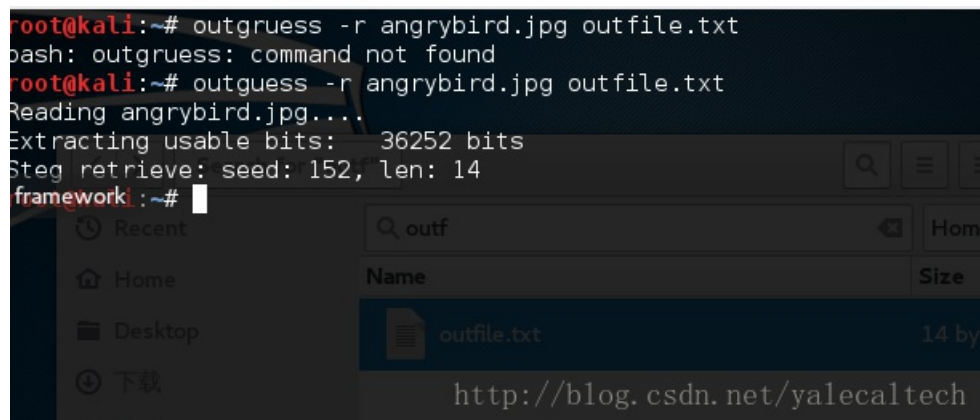 root@kali:~# outgruess -r angrybird.jpg outfile.txt
bash: outgruess: command not found
root@kali:~# outguess -r angrybird.jpg outfile.txt
Reading angrybird.jpg....
Extracting usable bits:   36252 bits
Steg retrieve: seed: 152, len: 14
framework :~#
Recent
outf
Hom
Home
Name
Size
Desktop
outfile.txt
14 by
下载
http://blog.csdn.net/yalecaltech